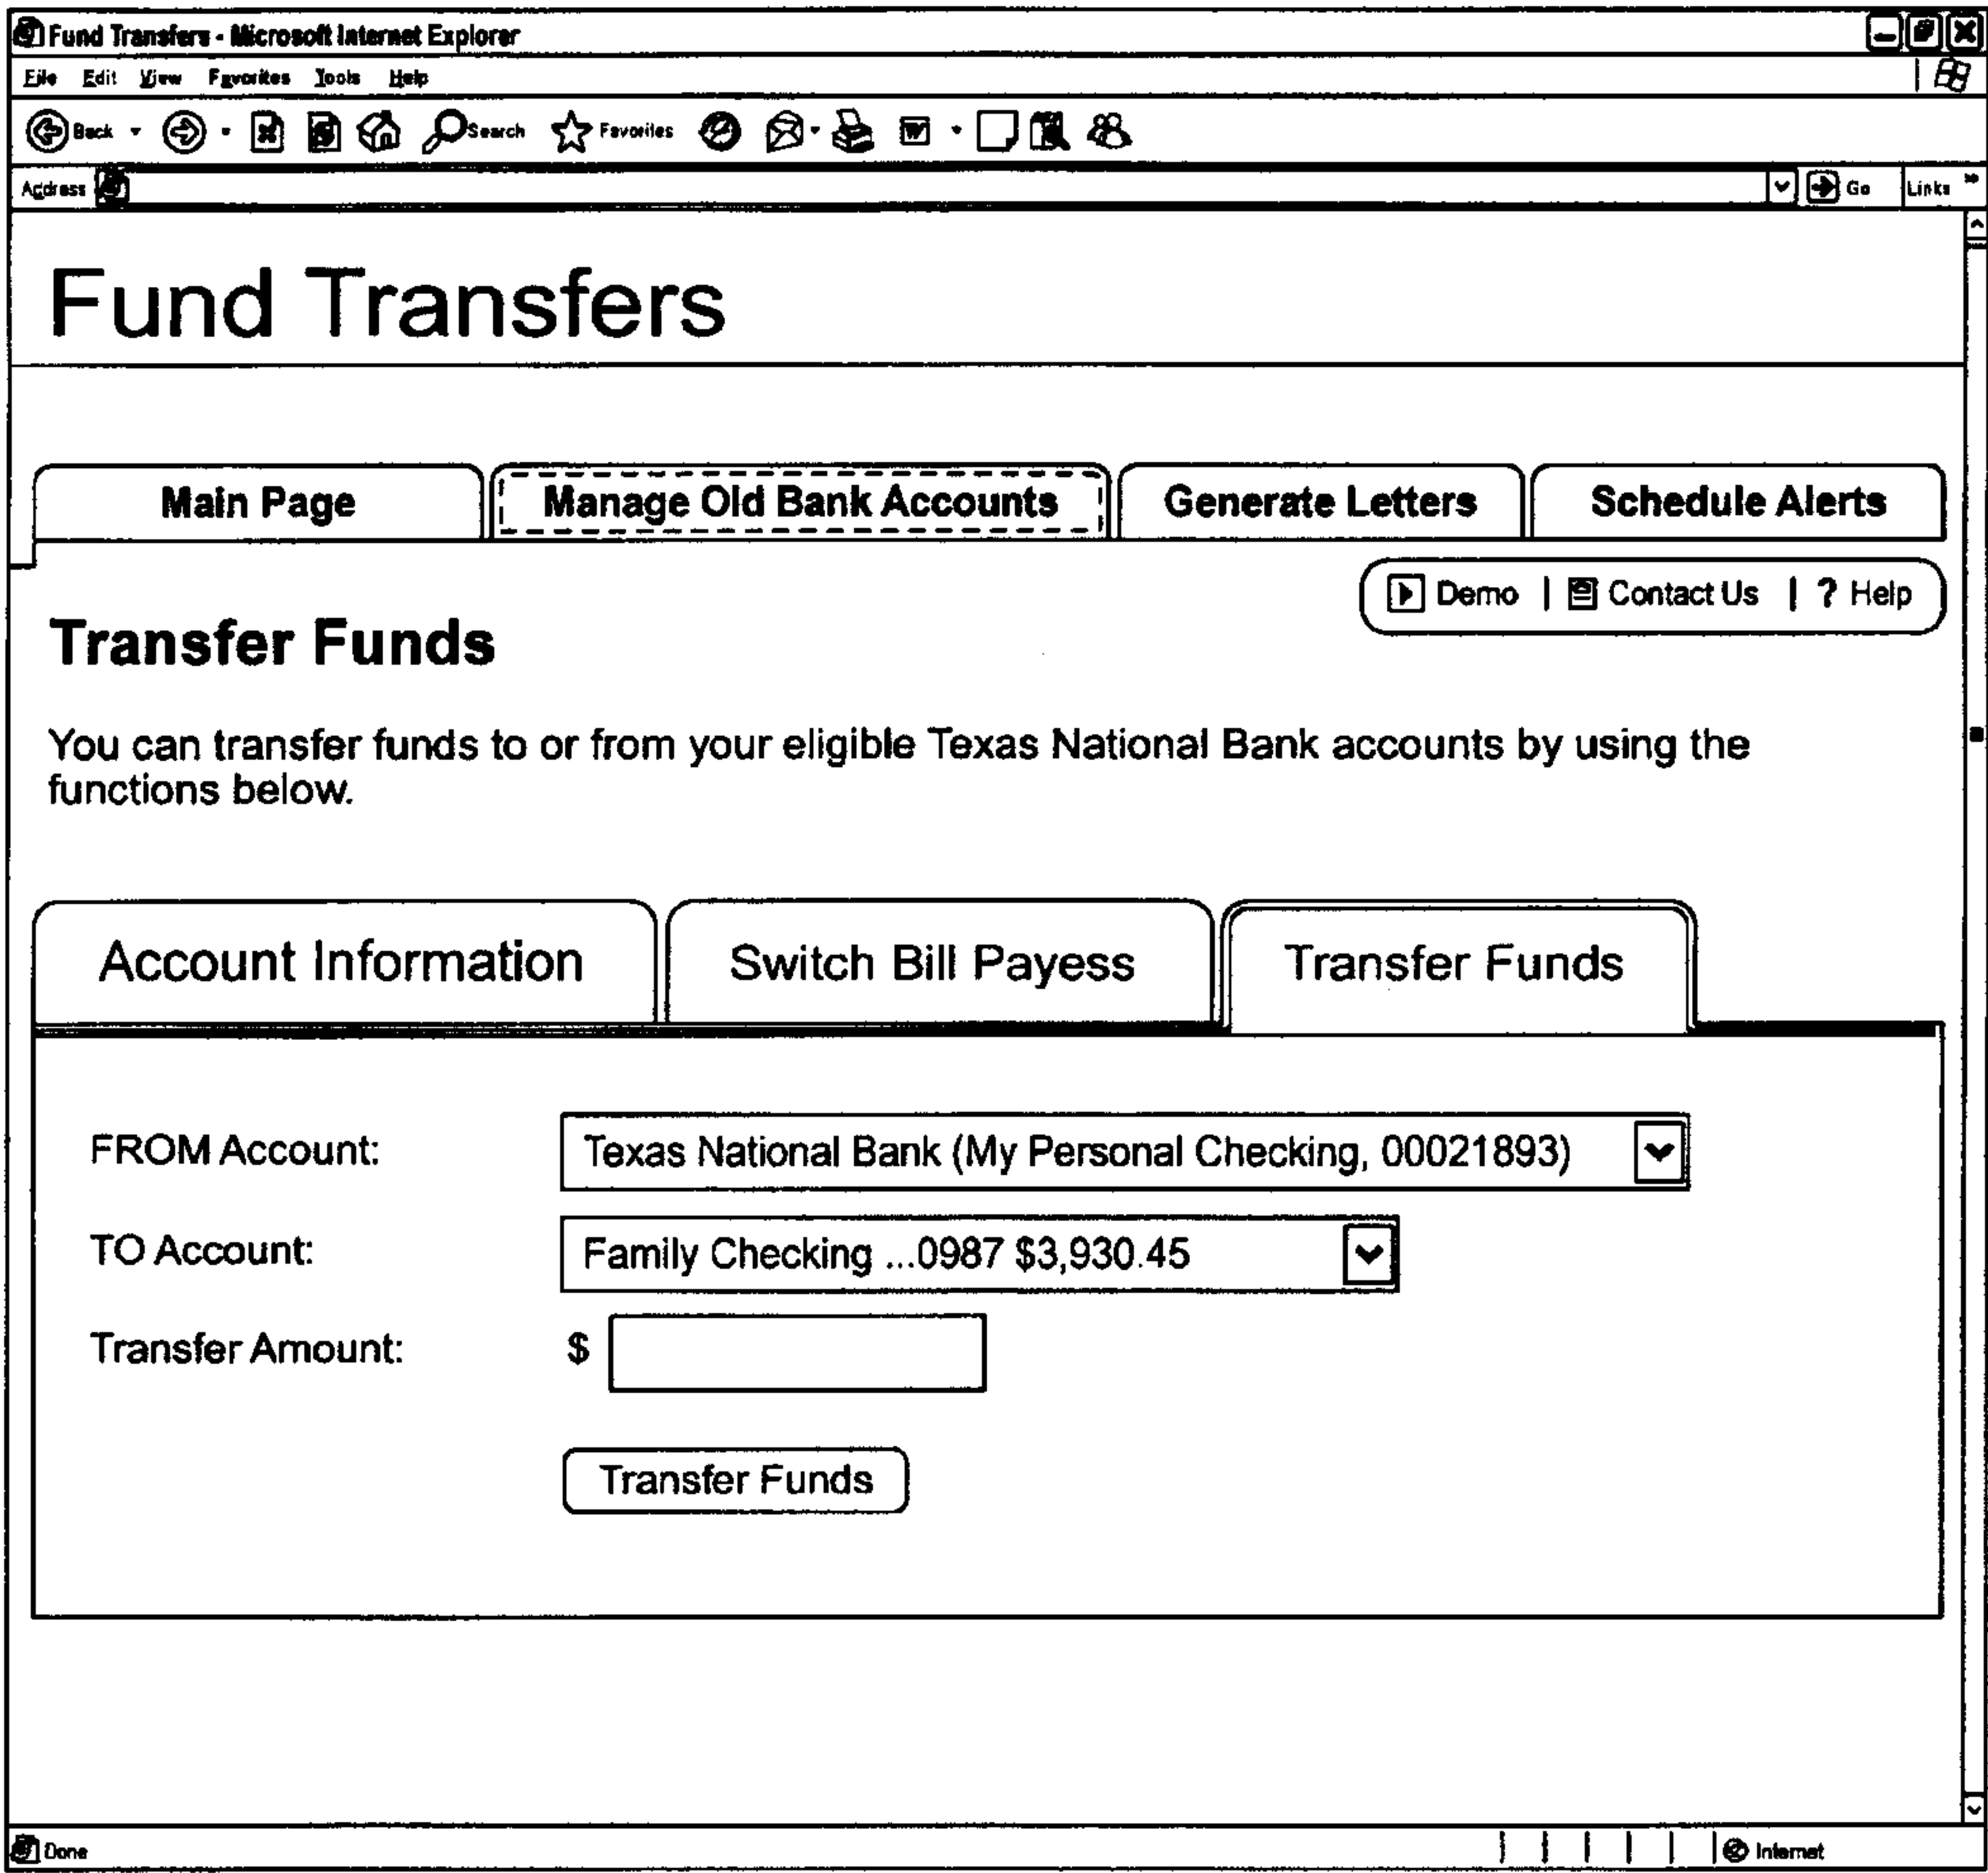 Fund Transfers - Microsoft Internet Explorer
File Edit View Favorites Tools Help
Back Search Favorites
Address Go Links »
Fund Transfers
Main Page Manage Old Bank Accounts Generate Letters Schedule Alerts
Demo | Contact Us | ? Help
Transfer Funds
You can transfer funds to or from your eligible Texas National Bank accounts by using the
functions below.
Account Information Switch Bill Payess Transfer Funds
FROM Account: Texas National Bank (My Personal Checking, 00021893)
TO Account: Family Checking ...0987 $3,930.45
Transfer Amount: $
Transfer Funds
Done Internet